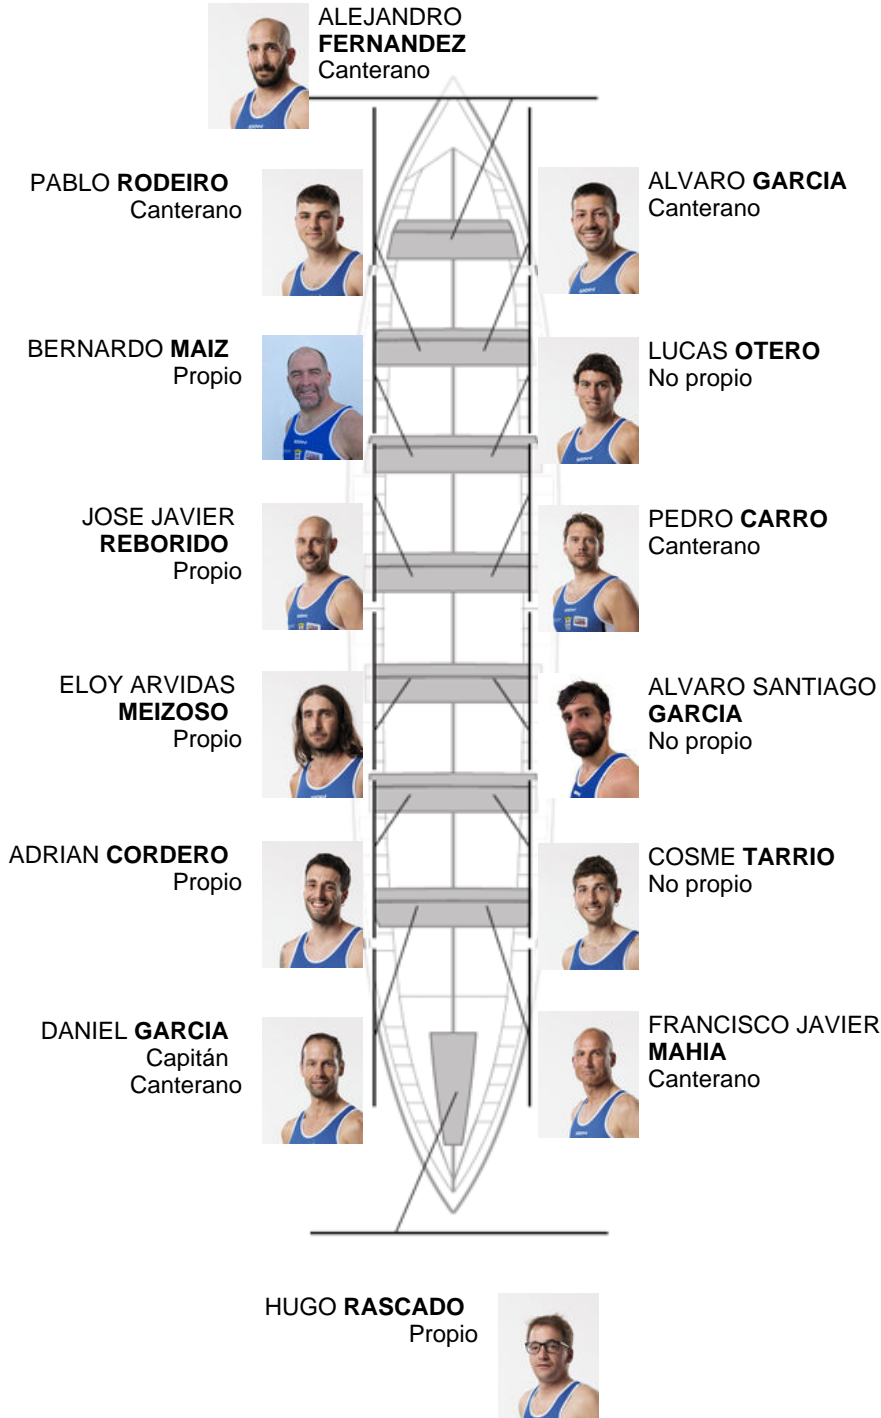 ALEJANDRO
FERNANDEZ
Canterano
PABLO RODEIRO
Canterano
ALVARO GARCIA
Canterano
BERNARDO MAIZ
Propio
LUCAS OTERO
No propio
JOSE JAVIER
REBORIDO
Propio
PEDRO CARRO
Canterano
ELOY ARVIDAS
MEIZOSO
Propio
ALVARO SANTIAGO
GARCIA
No propio
ADRIAN CORDERO
Propio
COSME TARRIO
No propio
DANIEL GARCIA
Capitán
Canterano
FRANCISCO JAVIER
MAHIA
Canterano
HUGO RASCADO
Propio